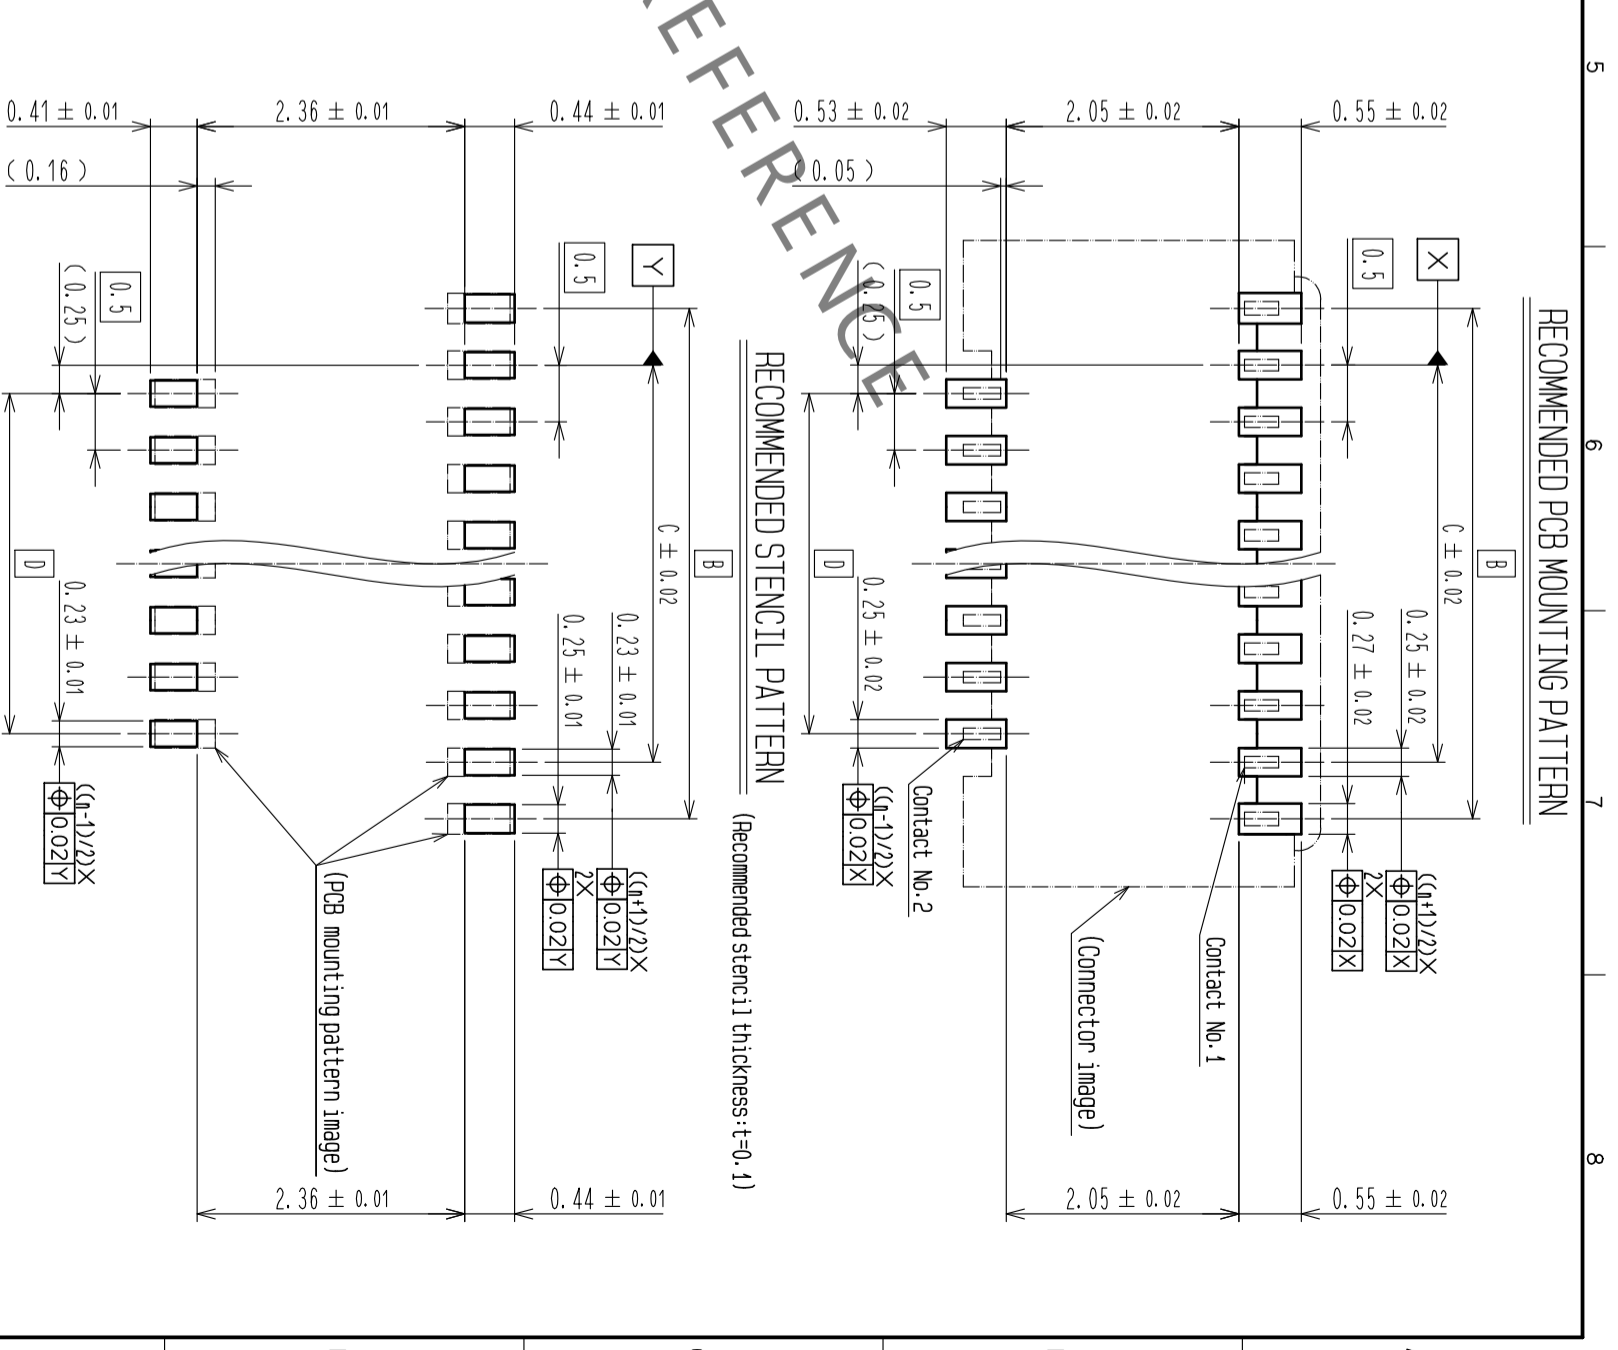 5
6
7
8
RECOMMENDED PCB MOUNTING PATTERN
B
C ± 0.02
X
0.5
0.25 ± 0.02
0.27 ± 0.02
((n+1)/2)X
⌖ 0.02 X
2X
⌖ 0.02 X
0.55 ± 0.02
2.05 ± 0.02
0.53 ± 0.02
(0.05)
0.55 ± 0.02
2.05 ± 0.02
Contact No.1
(Connector image)
Contact No.2
0.5
(0.25)
0.25 ± 0.02
((n-1)/2)X
⌖ 0.02 X
D
RECOMMENDED STENCIL PATTERN
(Recommended stencil thickness:t=0.1)
B
C ± 0.02
Y
0.5
0.23 ± 0.01
0.25 ± 0.01
((n+1)/2)X
⌖ 0.02 Y
2X
⌖ 0.02 Y
0.44 ± 0.01
2.36 ± 0.01
0.41 ± 0.01
(0.16)
0.44 ± 0.01
2.36 ± 0.01
(PCB mounting pattern image)
0.5
(0.25)
0.23 ± 0.01
((n-1)/2)X
⌖ 0.02 Y
D
EFERENCE